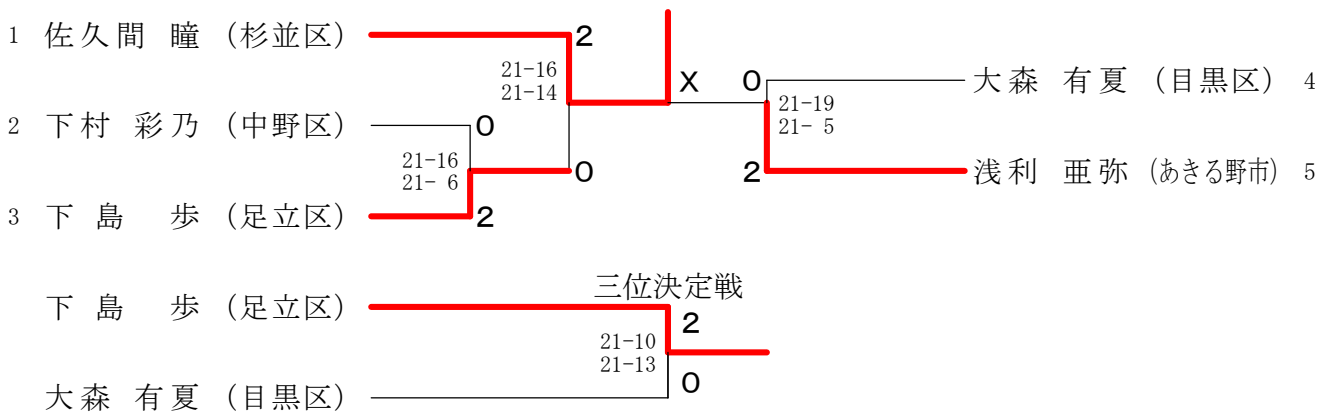 1 佐久間 瞳 (杉並区) 2
21-16
21-14
X 0 大森 有夏 (目黒区) 4
21-19
21- 5
2 下村 彩乃 (中野区) 0
21-16
21- 6
0
2 浅利 亜弥 (あきる野市) 5
3 下島 歩 (足立区) 2
三位決定戦
下島 歩 (足立区) 2
21-10
21-13
大森 有夏 (目黒区) 0